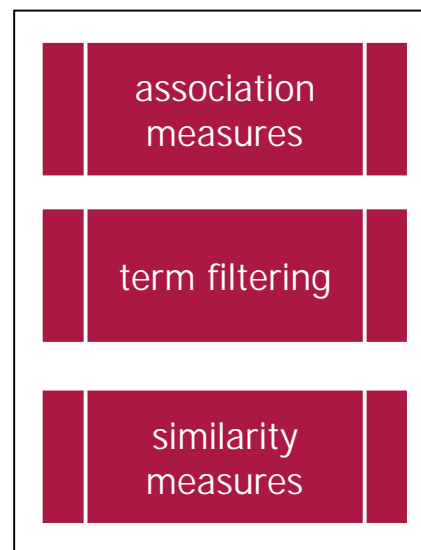 association
measures
term filtering
similarity
measures